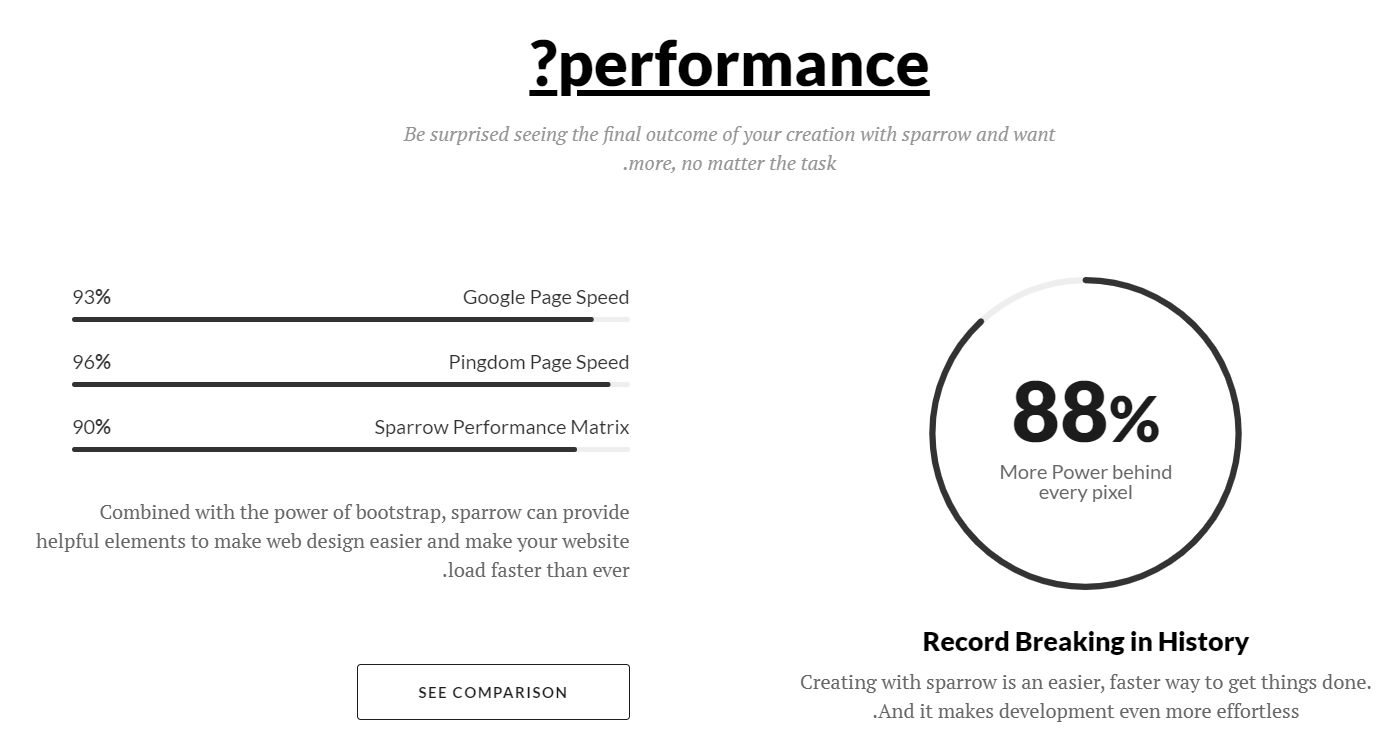 ?performance
Be surprised seeing the final outcome of your creation with sparrow and want
.more, no matter the task
93% Google Page Speed
96% Pingdom Page Speed
90% Sparrow Performance Matrix
Combined with the power of bootstrap, sparrow can provide
helpful elements to make web design easier and make your website
.load faster than ever
SEE COMPARISON
88%
More Power behind
every pixel
Record Breaking in History
Creating with sparrow is an easier, faster way to get things done.
.And it makes development even more effortless